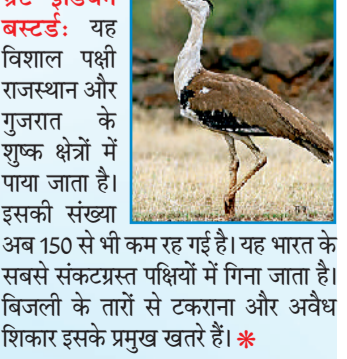 बस्टर्ड: यह
विशाल पक्षी
राजस्थान और
गुजरात के
शुष्क क्षेत्रों में
पाया जाता है।
इसकी संख्या
अब 150 से भी कम रह गई है। यह भारत के
सबसे संकटग्रस्त पक्षियों में गिना जाता है।
बिजली के तारों से टकराना और अवैध
शिकार इसके प्रमुख खतरे हैं। *